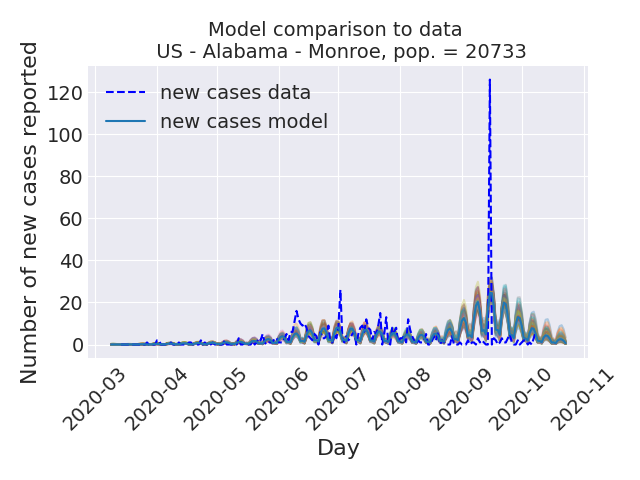 Model comparison to data
US - Alabama - Monroe, pop. = 20733
Number of new cases reported
120
100
80
60
40
20
0
new cases data
new cases model
2020-03
2020-04
2020-05
2020-06
2020-07
2020-08
2020-09
2020-10
2020-11
Day